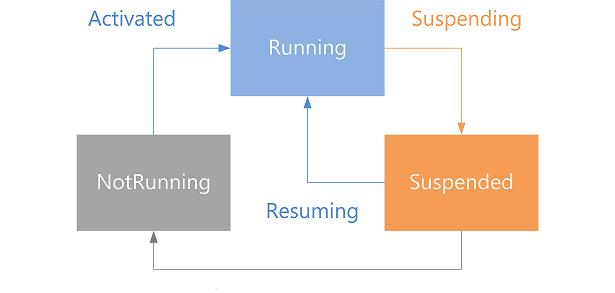 Activated
Running
Suspending
NotRunning
Suspended
Resuming